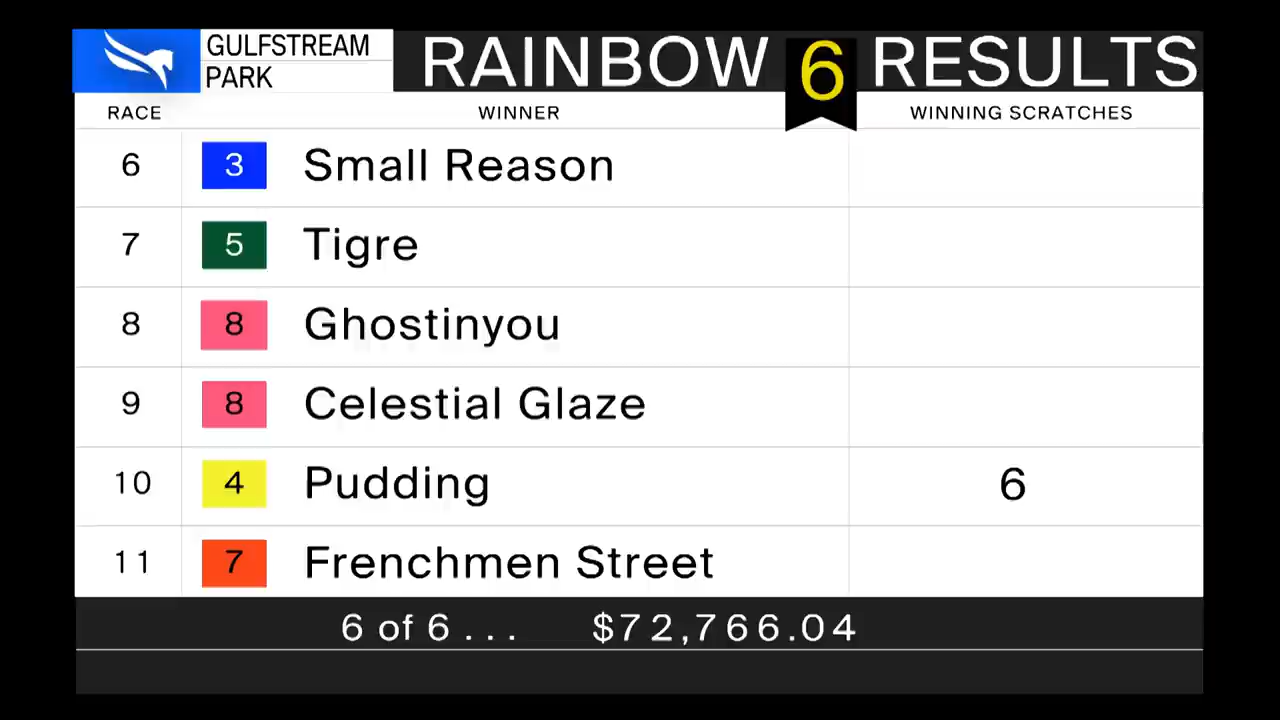 GULFSTREAM
PARK
RAINBOW 6 RESULTS
RACE WINNER WINNING SCRATCHES
6 3 Small Reason
7 5 Tigre
8 8 Ghostinyou
9 8 Celestial Glaze
10 4 Pudding 6
11 7 Frenchmen Street
6 of 6 . . . $72,766.04